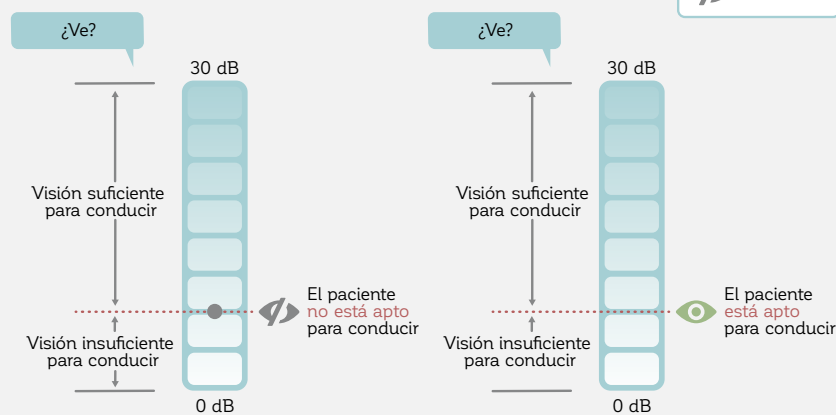 ¿Ve?
30 dB
Visión suficiente
para conducir
El paciente
no está apto
para conducir
Visión insuficiente
para conducir
0 dB
¿Ve?
30 dB
Visión suficiente
para conducir
El paciente
está apto
para conducir
Visión insuficiente
para conducir
0 dB